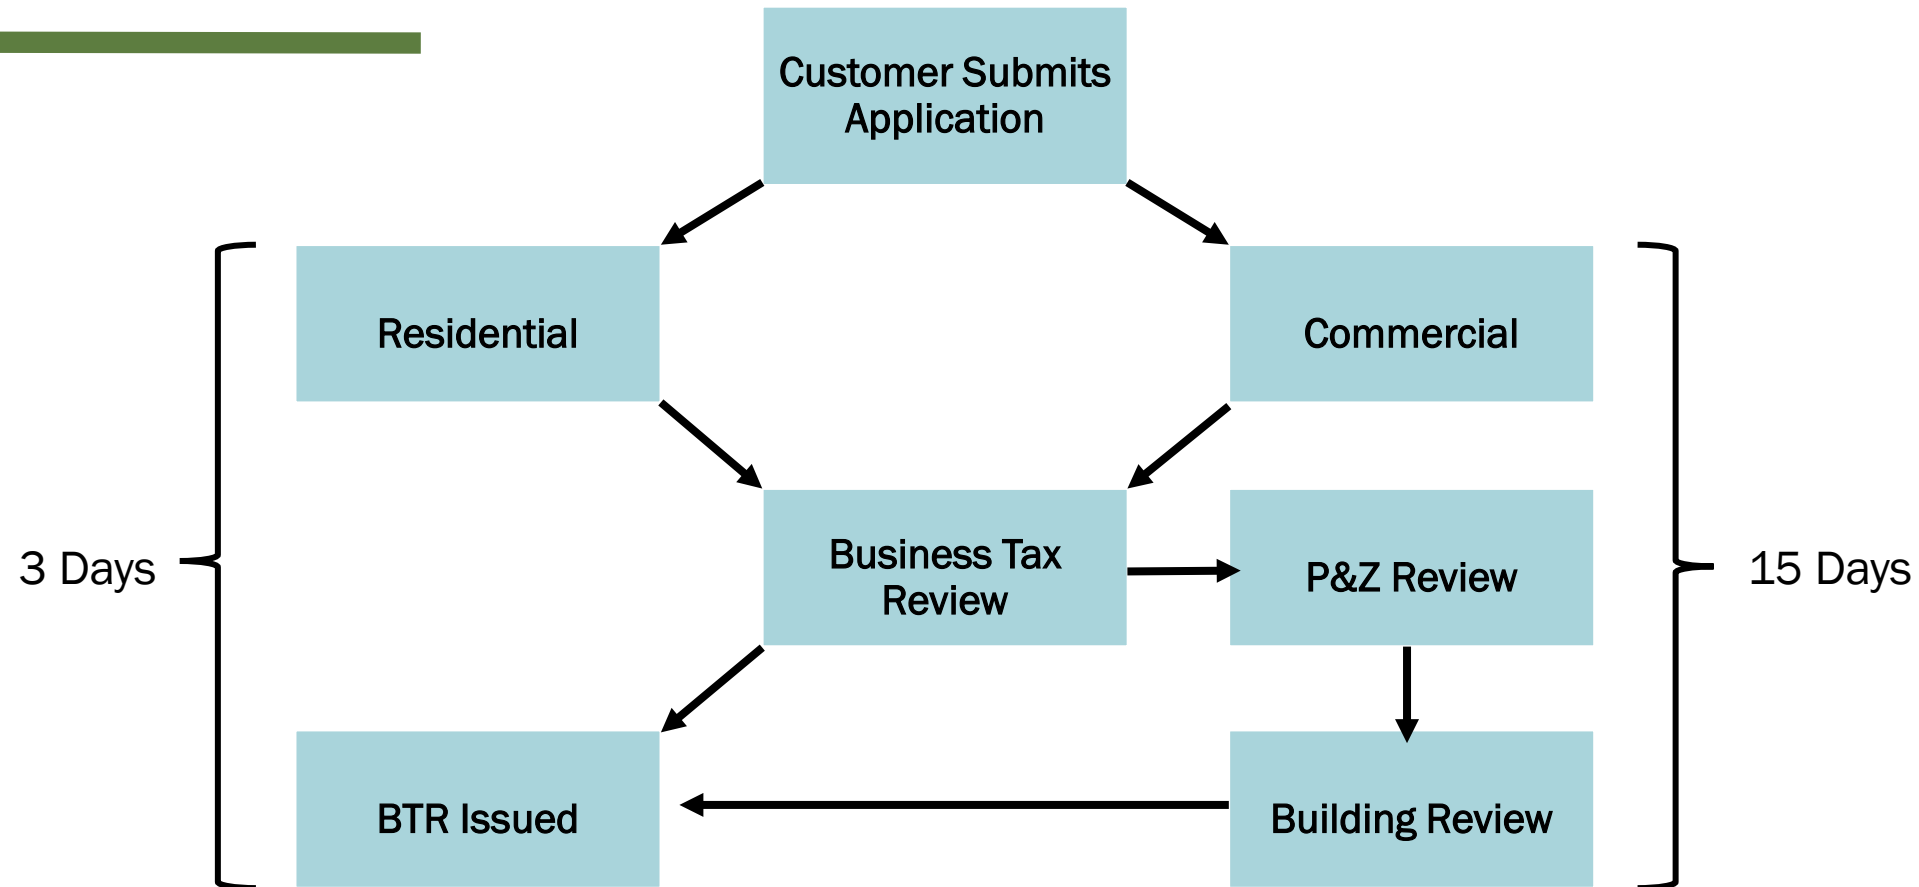 Customer Submits
Application
Residential
Commercial
3 Days
Business Tax
Review
P&Z Review
15 Days
BTR Issued
Building Review